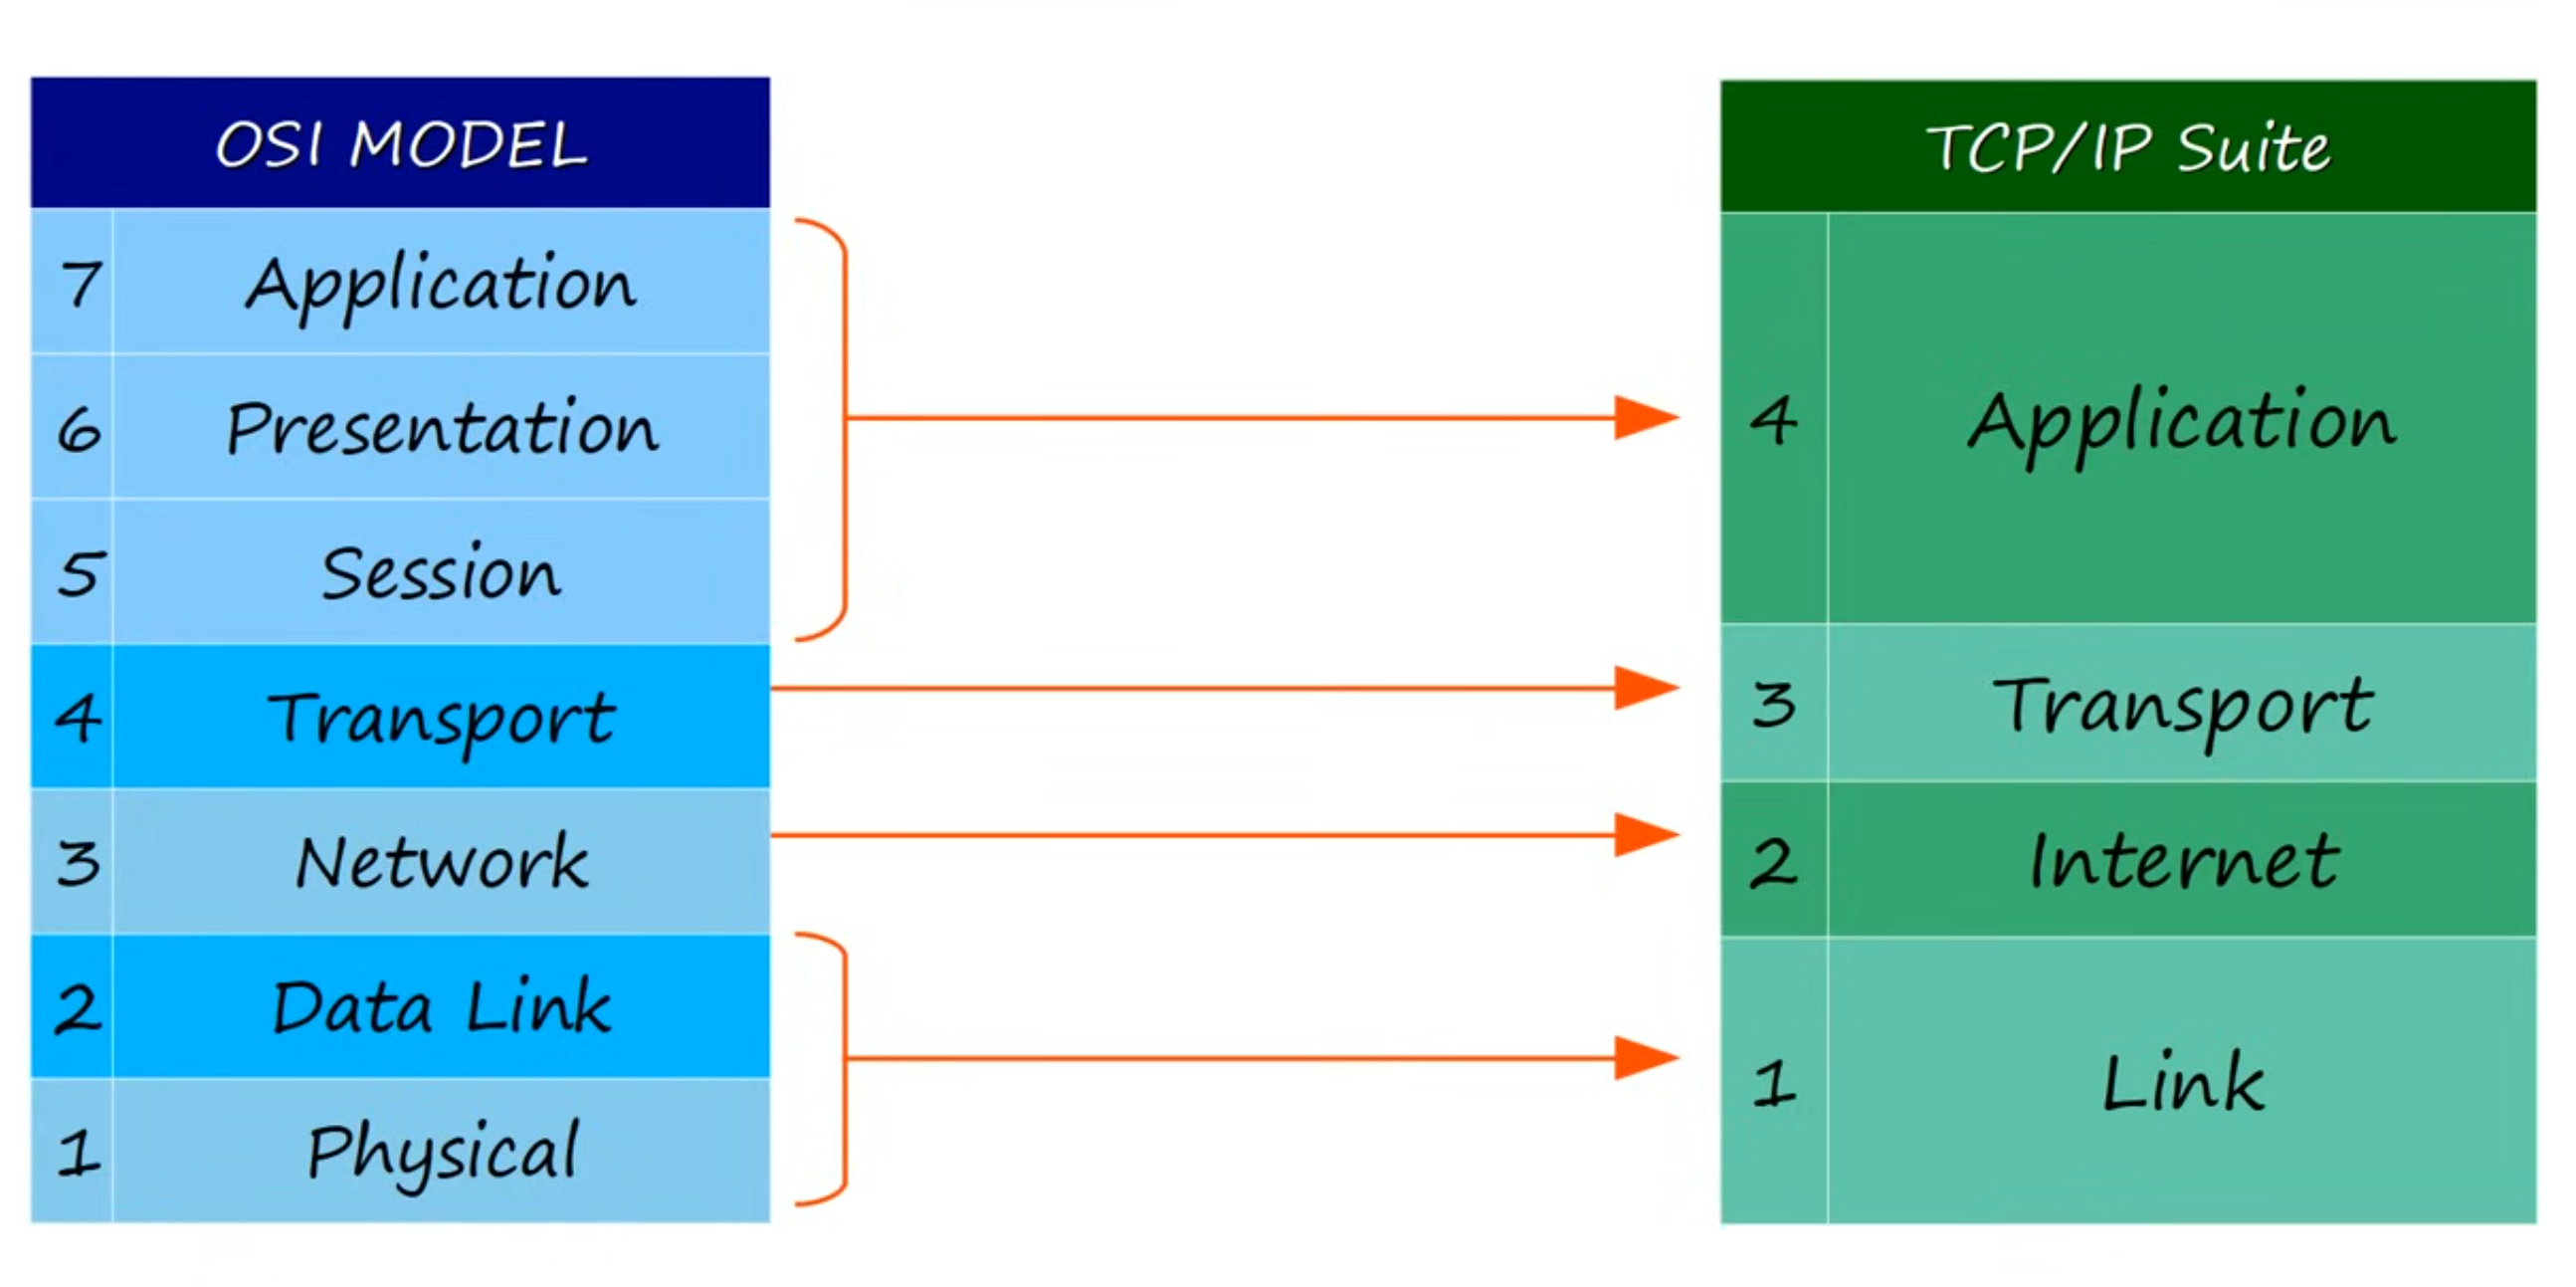 OSI MODEL
7 Application
6 Presentation
5 Session
4 Transport
3 Network
2 Data Link
1 Physical
TCP/IP Suite
4 Application
3 Transport
2 Internet
1 Link